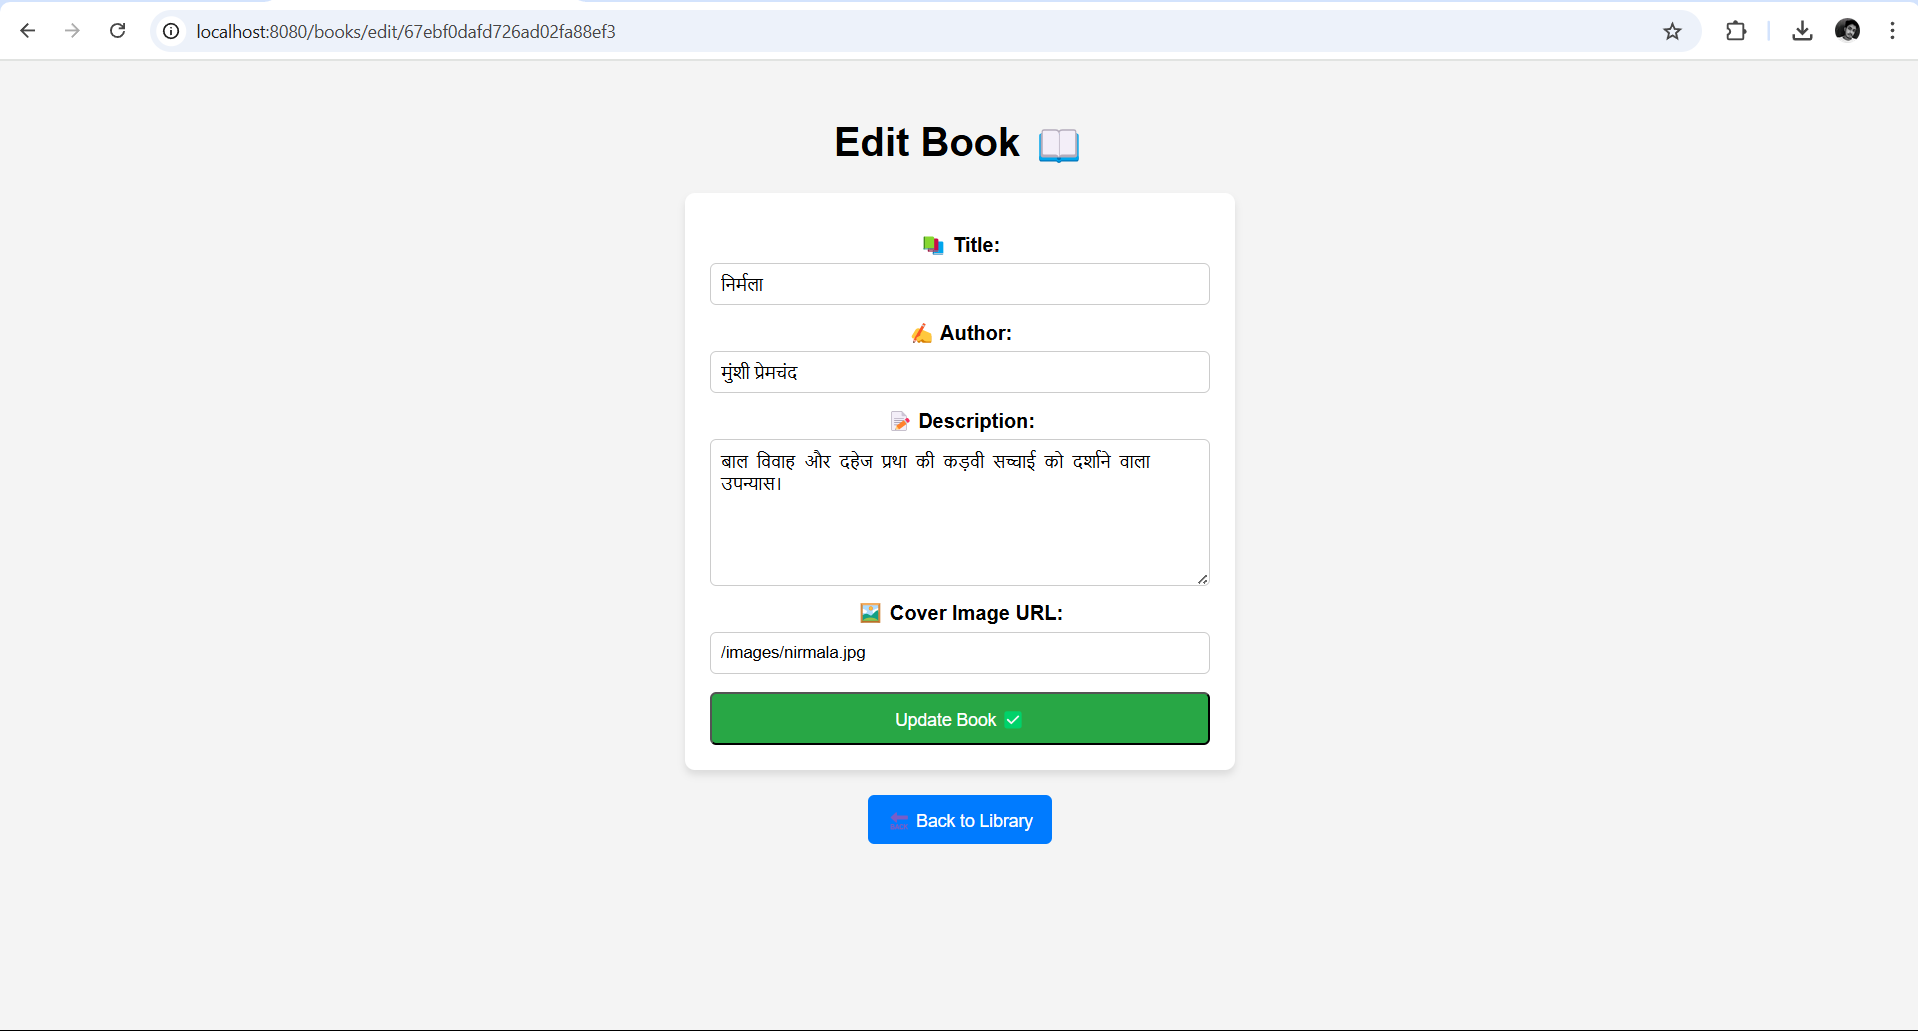 localhost:8080/books/edit/67ebf0dafd726ad02fa88ef3
Edit Book 📖
📚 Title:
निर्मला
✍️ Author:
मुंशी प्रेमचंद
📝 Description:
बाल विवाह और दहेज प्रथा की कड़वी सच्चाई को दर्शाने वाला
उपन्यास।
🖼️ Cover Image URL:
/images/nirmala.jpg
Update Book ✅
🔙 Back to Library